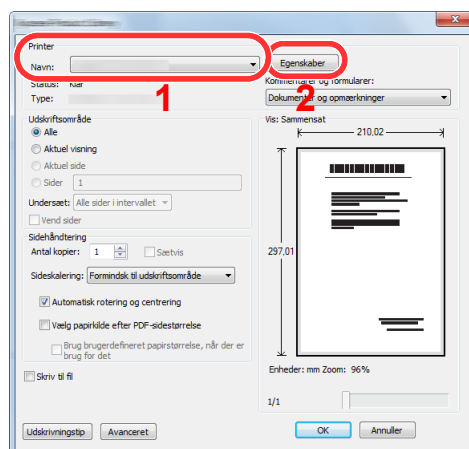 Printer
Navn:
Egenskaber
1
2
Status: Klar
Kommentarer og formularer:
Type:
Dokumenter og opmærkninger
Udskriftsområde
Vis: Sammensat
Alle
210,02
Aktuel visning
Aktuel side
Sider 1
Undersæt: Alle sider i intervallet
Vend sider
Sidehåndtering
Antal kopier: 1
Sætvis
297,01
Sideskalering: Formindsk til udskriftsområde
Automatisk rotering og centrering
Vælg papirkilde efter PDF-sidestørrelse
Brug brugerdefineret papirstørrelse, når der er
brug for det
Enheder: mm Zoom: 96%
Skriv til fil
1/1
Udskrivningstip
Avanceret
OK
Annuller